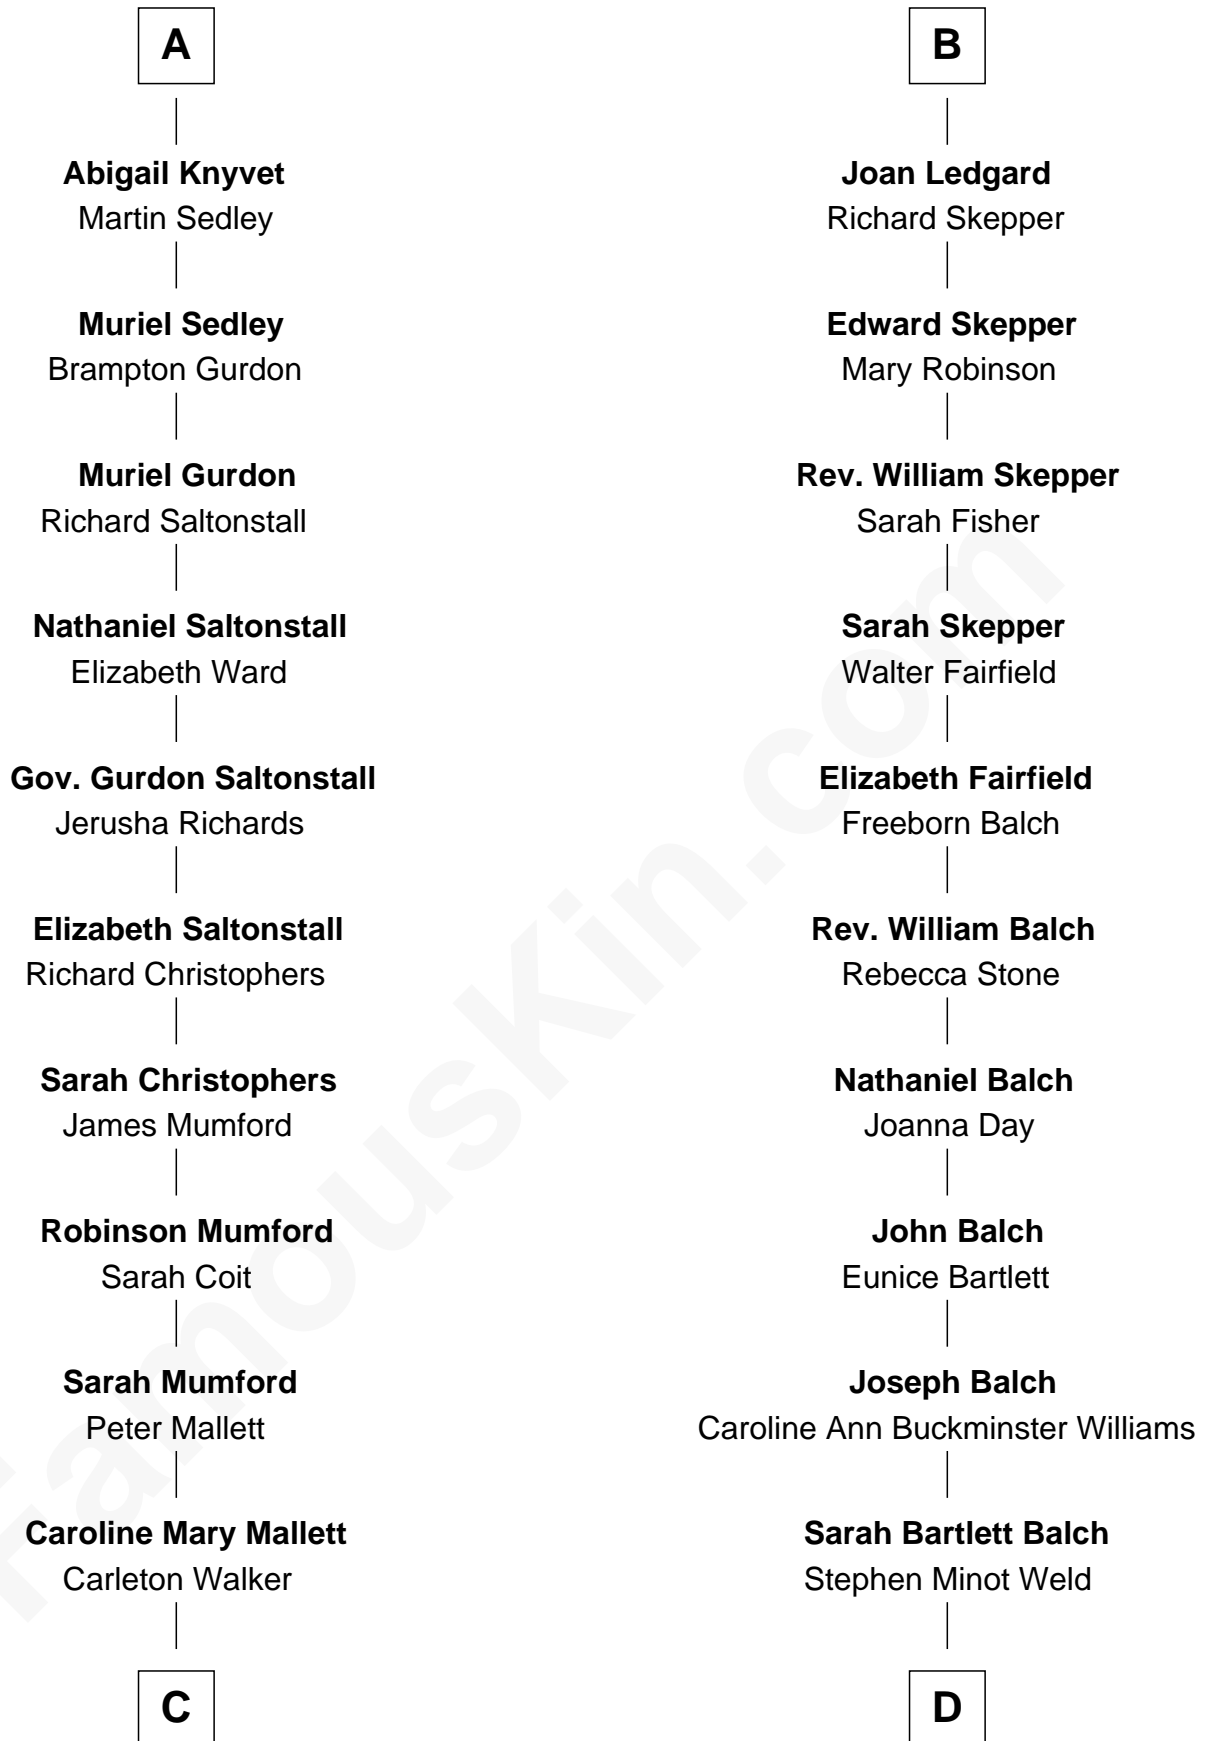 A
Abigail Knyvet
Martin Sedley
Muriel Sedley
Brampton Gurdon
Muriel Gurdon
Richard Saltonstall
Nathaniel Saltonstall
Elizabeth Ward
Gov. Gurdon Saltonstall
Jerusha Richards
Elizabeth Saltonstall
Richard Christophers
Sarah Christophers
James Mumford
Robinson Mumford
Sarah Coit
Sarah Mumford
Peter Mallett
Caroline Mary Mallett
Carleton Walker
C
B
Joan Ledgard
Richard Skepper
Edward Skepper
Mary Robinson
Rev. William Skepper
Sarah Fisher
Sarah Skepper
Walter Fairfield
Elizabeth Fairfield
Freeborn Balch
Rev. William Balch
Rebecca Stone
Nathaniel Balch
Joanna Day
John Balch
Eunice Bartlett
Joseph Balch
Caroline Ann Buckminster Williams
Sarah Bartlett Balch
Stephen Minot Weld
D
FamousKin.com